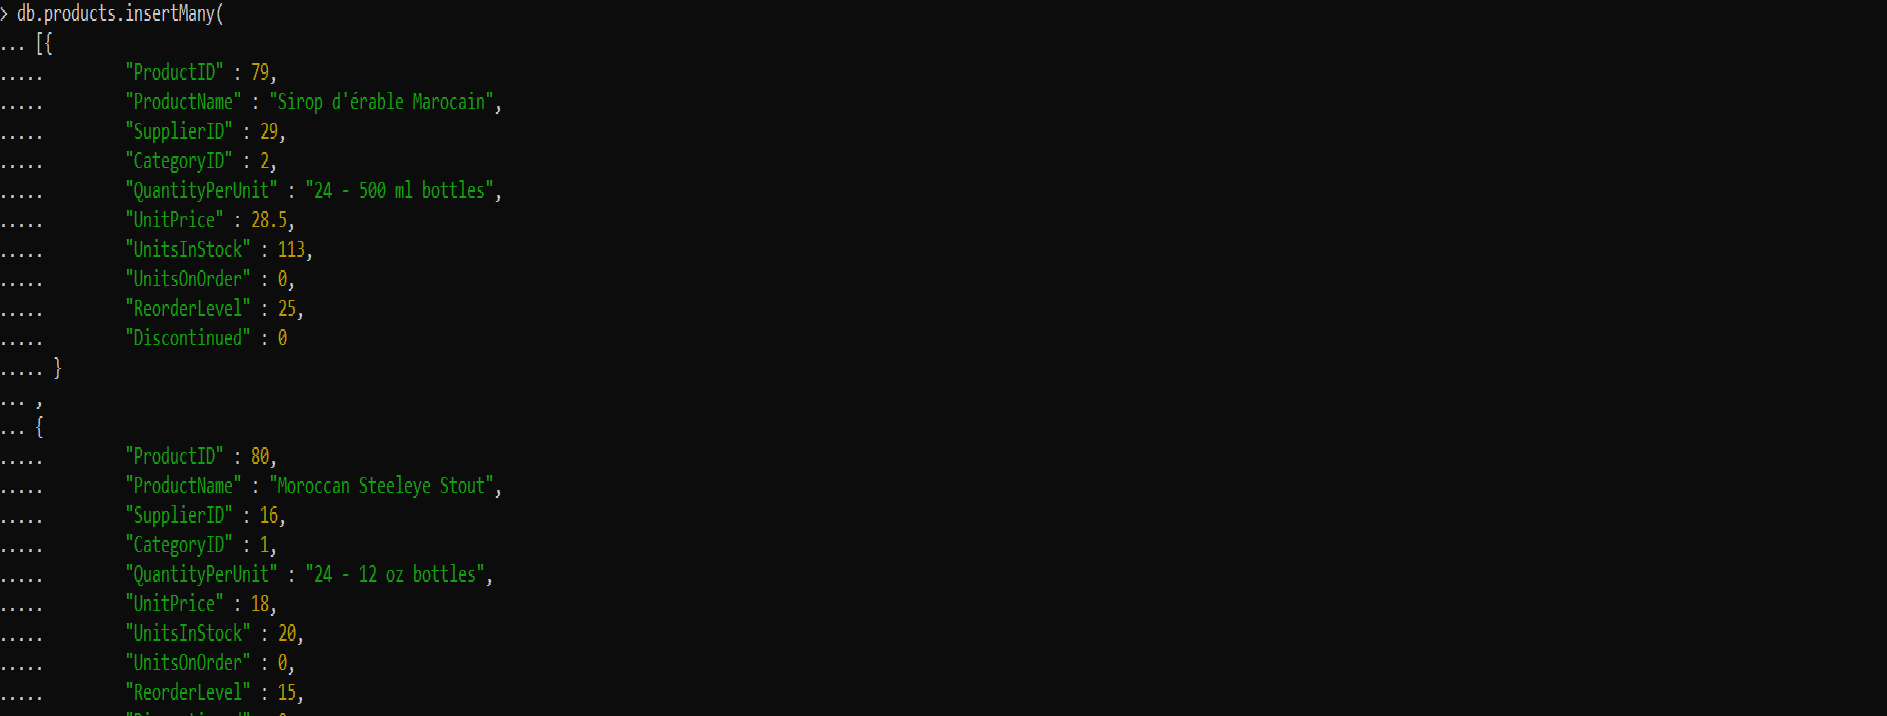 > db.products.insertMany(
... [{
..... "ProductID" : 79,
..... "ProductName" : "Sirop d'érable Marocain",
..... "SupplierID" : 29,
..... "CategoryID" : 2,
..... "QuantityPerUnit" : "24 - 500 ml bottles",
..... "UnitPrice" : 28.5,
..... "UnitsInStock" : 113,
..... "UnitsOnOrder" : 0,
..... "ReorderLevel" : 25,
..... "Discontinued" : 0
..... }
... ,
... {
..... "ProductID" : 80,
..... "ProductName" : "Moroccan Steeleye Stout",
..... "SupplierID" : 16,
..... "CategoryID" : 1,
..... "QuantityPerUnit" : "24 - 12 oz bottles",
..... "UnitPrice" : 18,
..... "UnitsInStock" : 20,
..... "UnitsOnOrder" : 0,
..... "ReorderLevel" : 15,